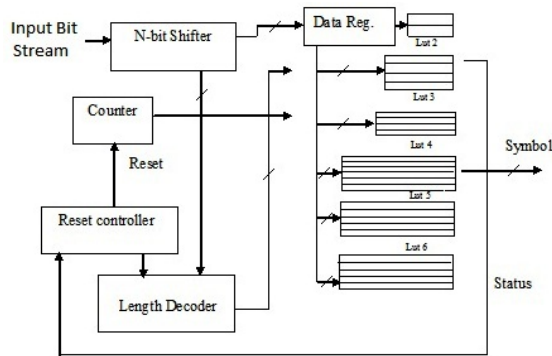 Input Bit
Stream
N-bit Shifter
Data Reg.
Lut 2
Lut 3
Counter
Lut 4
Symbol
Reset
Lut 5
Reset controller
Lut 6
Length Decoder
Status